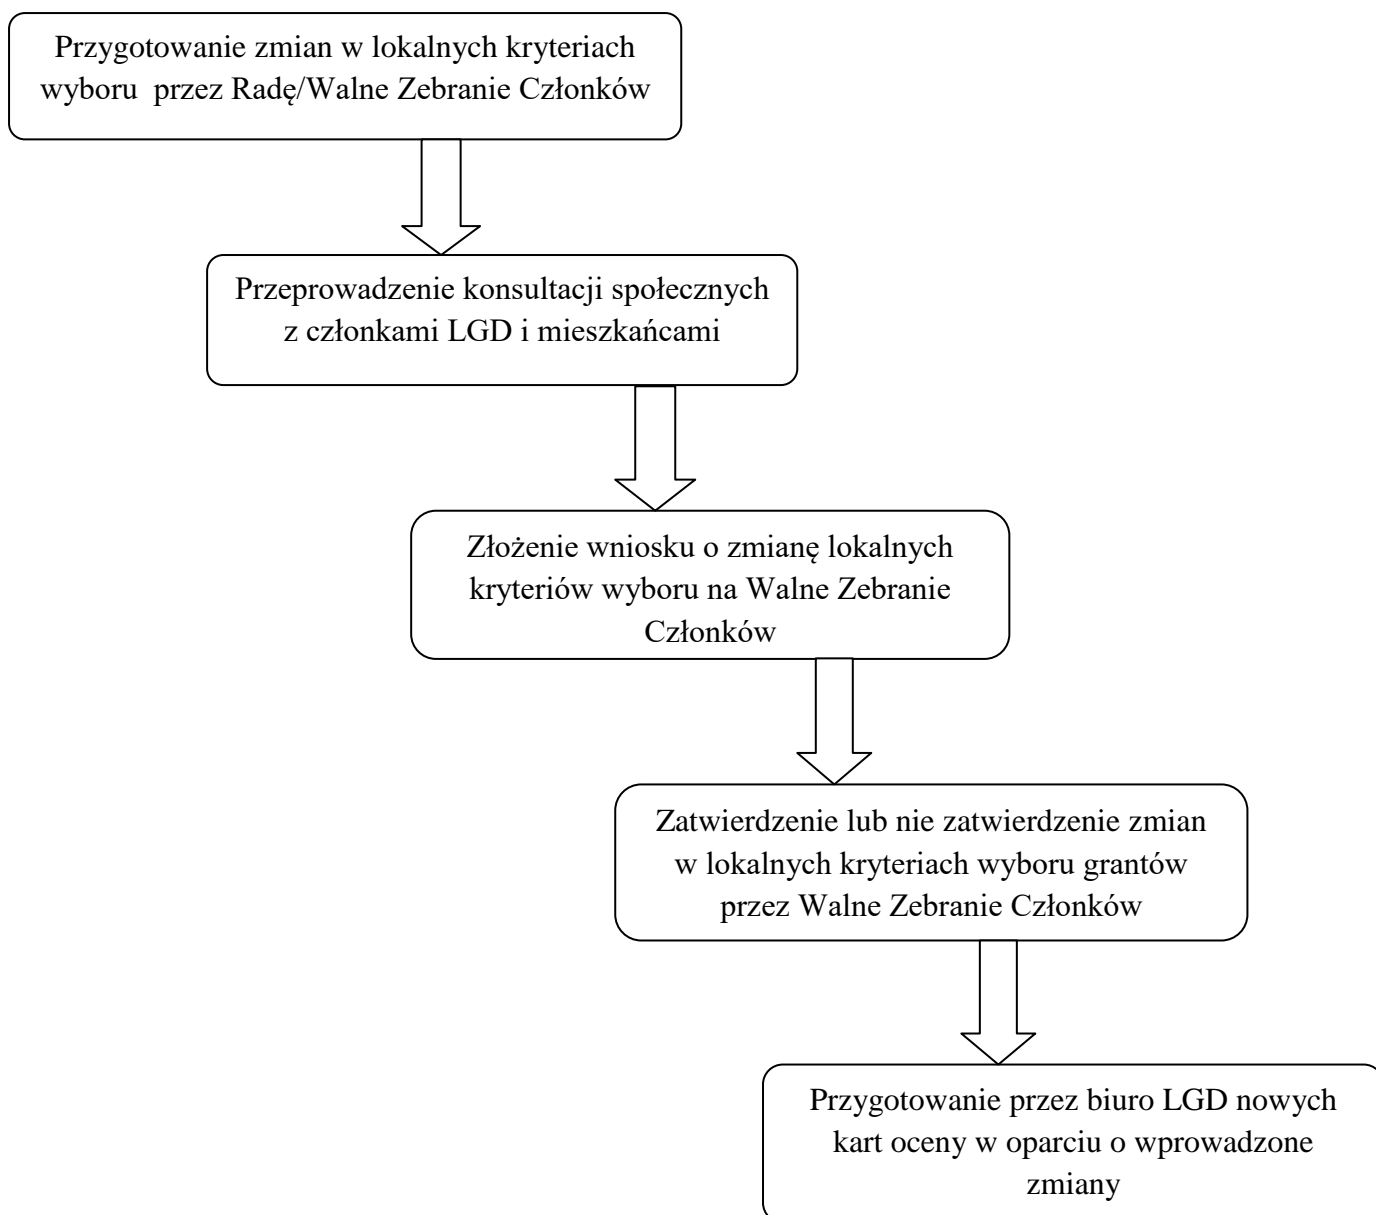 Przygotowanie zmian w lokalnych kryteriach
wyboru  przez Radę/Walne Zebranie Członków
Przeprowadzenie konsultacji społecznych
z członkami LGD i mieszkańcami
Złożenie wniosku o zmianę lokalnych
kryteriów wyboru na Walne Zebranie
Członków
Zatwierdzenie lub nie zatwierdzenie zmian
w lokalnych kryteriach wyboru grantów
przez Walne Zebranie Członków
Przygotowanie przez biuro LGD nowych
kart oceny w oparciu o wprowadzone
zmiany